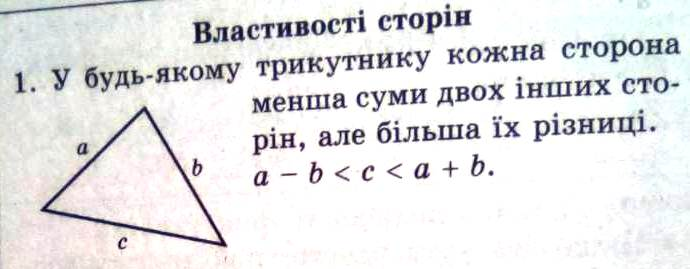 Властивості сторін
1. У будь-якому трикутнику кожна сторона
менша суми двох інших сто-
рін, але більша їх різниці.
a − b < c < a + b.
a
b
c